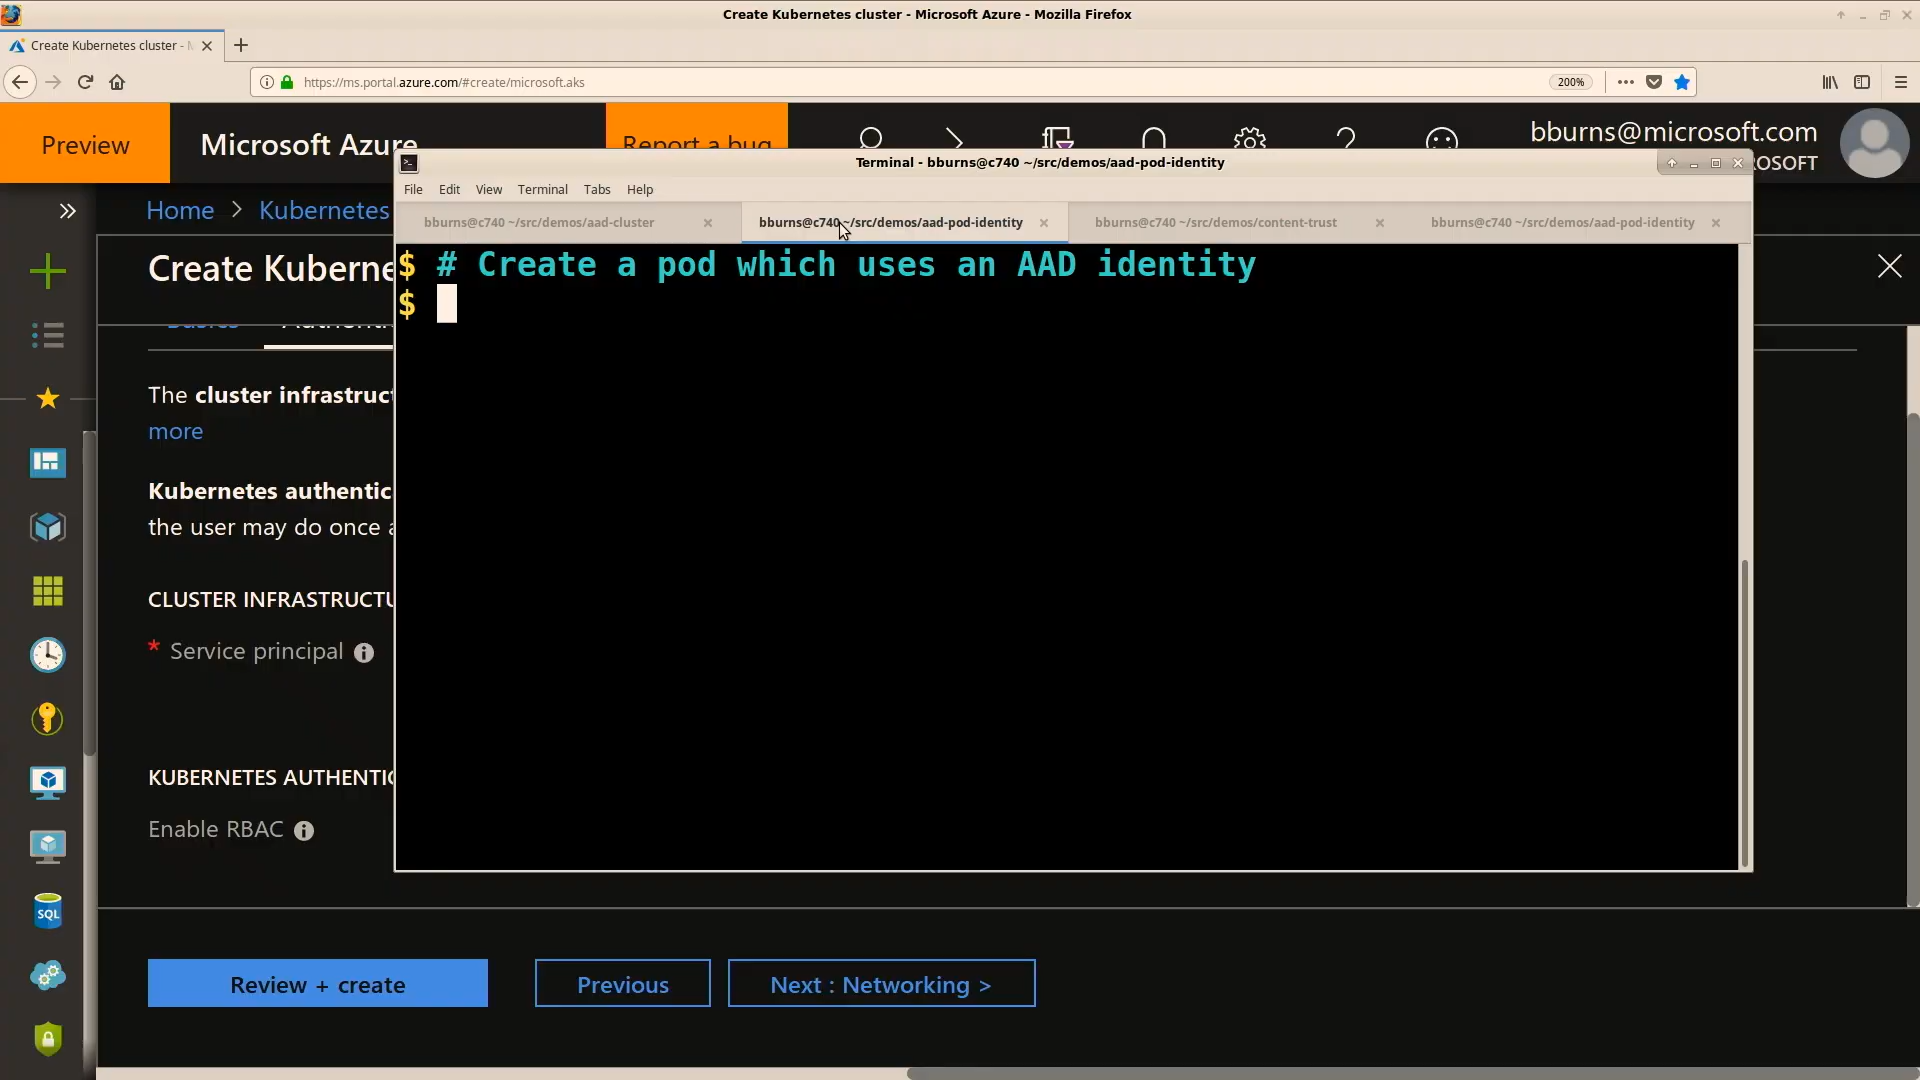 Create Kubernetes cluster - Microsoft Azure - Mozilla Firefox
Create Kubernetes cluster -
https://ms.portal.azure.com/#create/microsoft.aks
200%
Preview
Microsoft Azure
Report a bug
bburns@microsoft.com
OSOFT
Terminal - bburns@c740 ~/src/demos/aad-pod-identity
File Edit View Terminal Tabs Help
bburns@c740 ~/src/demos/aad-cluster
bburns@c740 ~/src/demos/aad-pod-identity
bburns@c740 ~/src/demos/content-trust
bburns@c740 ~/src/demos/aad-pod-identity
$ # Create a pod which uses an AAD identity
$
Home > Kubernetes
Create Kuberne
Basics Authenti
The cluster infrastruct
more
Kubernetes authentic
the user may do once a
CLUSTER INFRASTRUCTU
* Service principal
KUBERNETES AUTHENTIC
Enable RBAC
SQL
Review + create
Previous
Next : Networking >